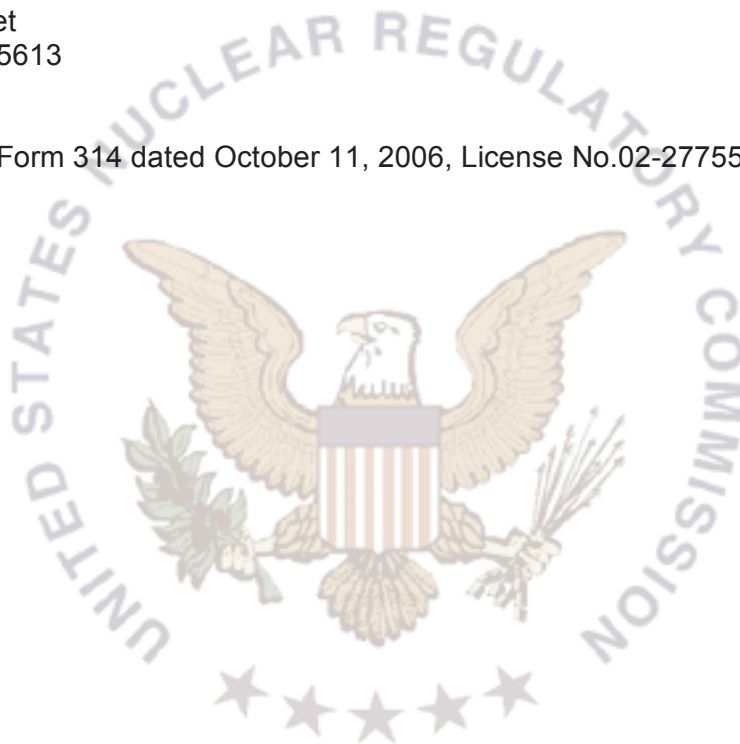 et
5613
Form 314 dated October 11, 2006, License No.02-27755
UNITED STATES NUCLEAR REGULATORY COMMISSION